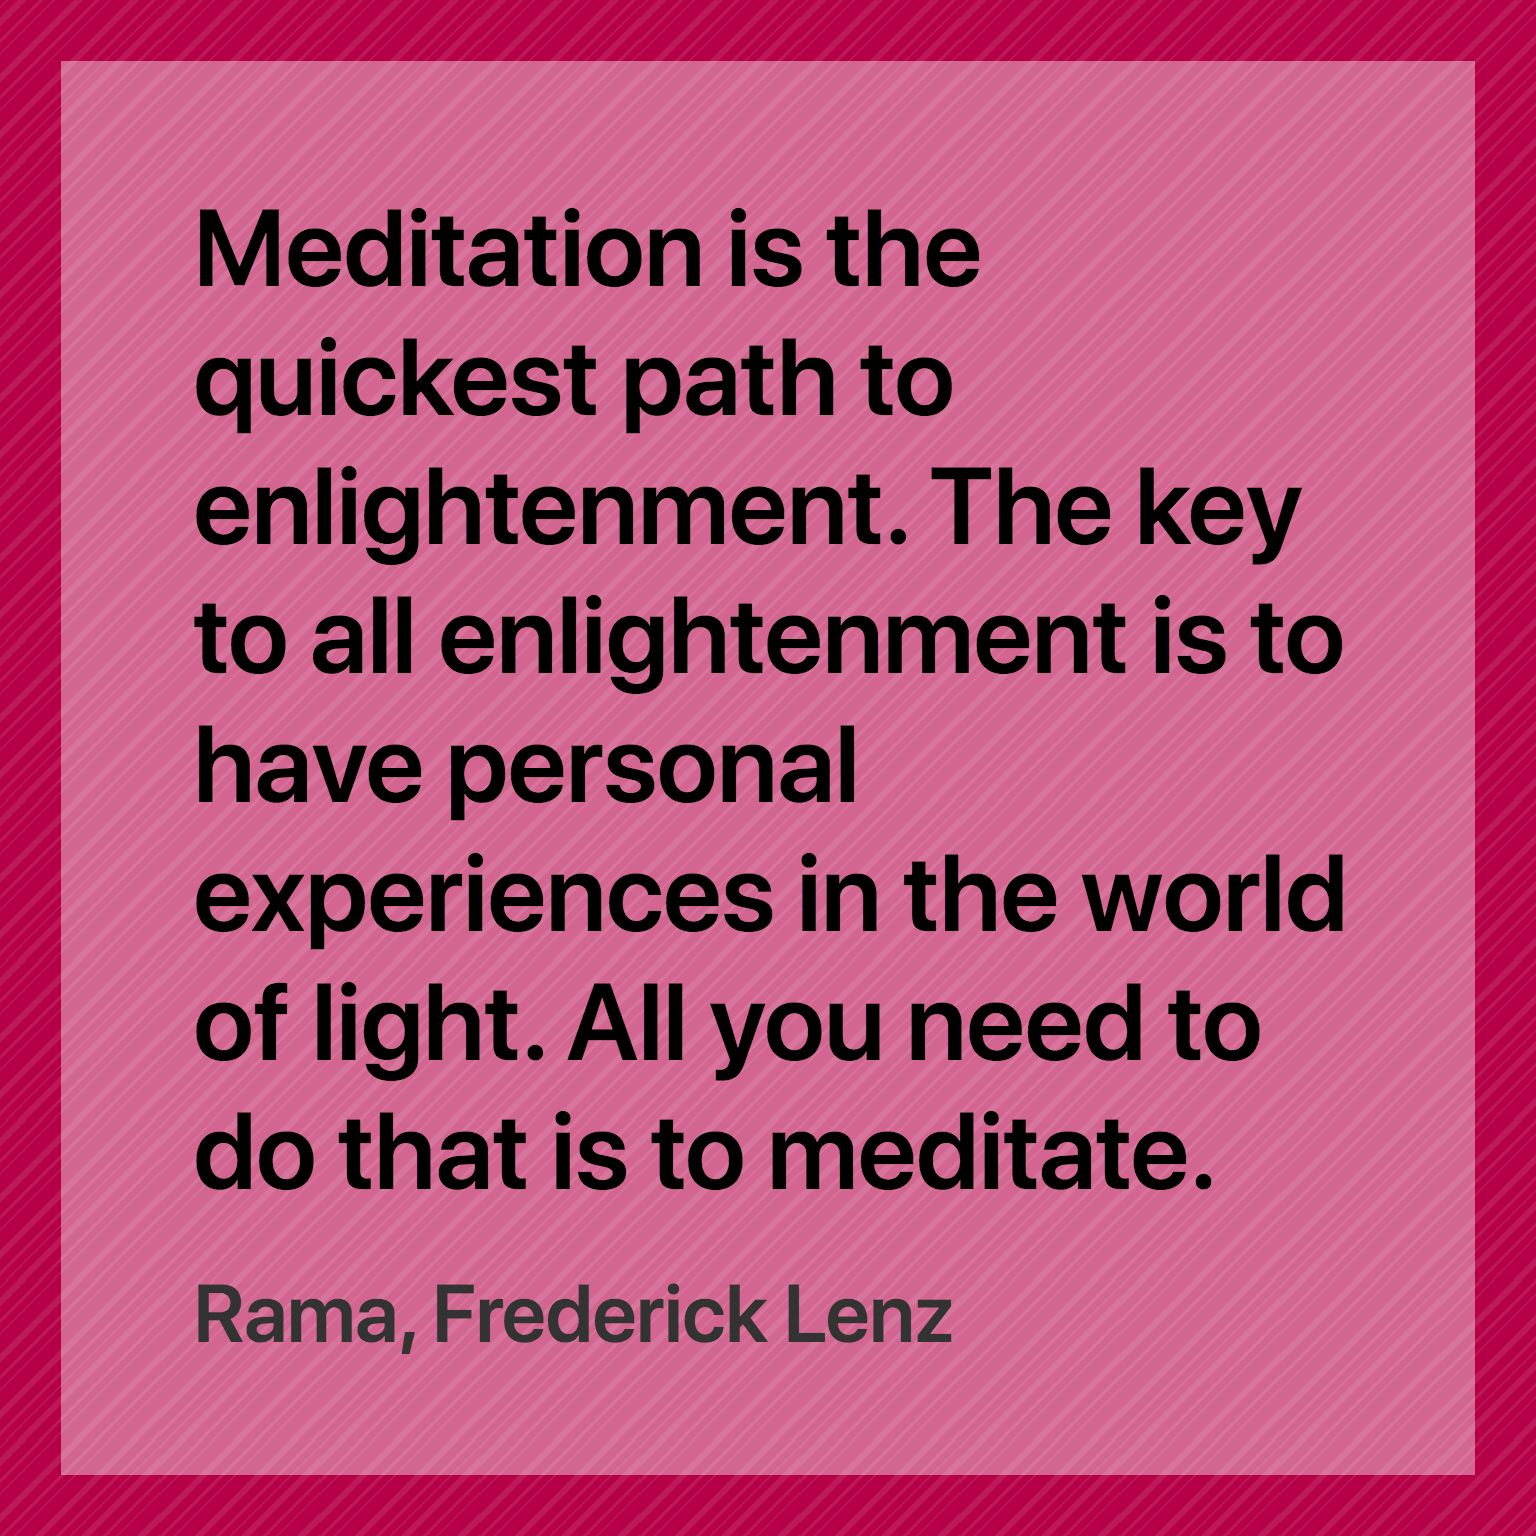 Meditation is the
quickest path to
enlightenment. The key
to all enlightenment is to
have personal
experiences in the world
of light. All you need to
do that is to meditate.
Rama, Frederick Lenz